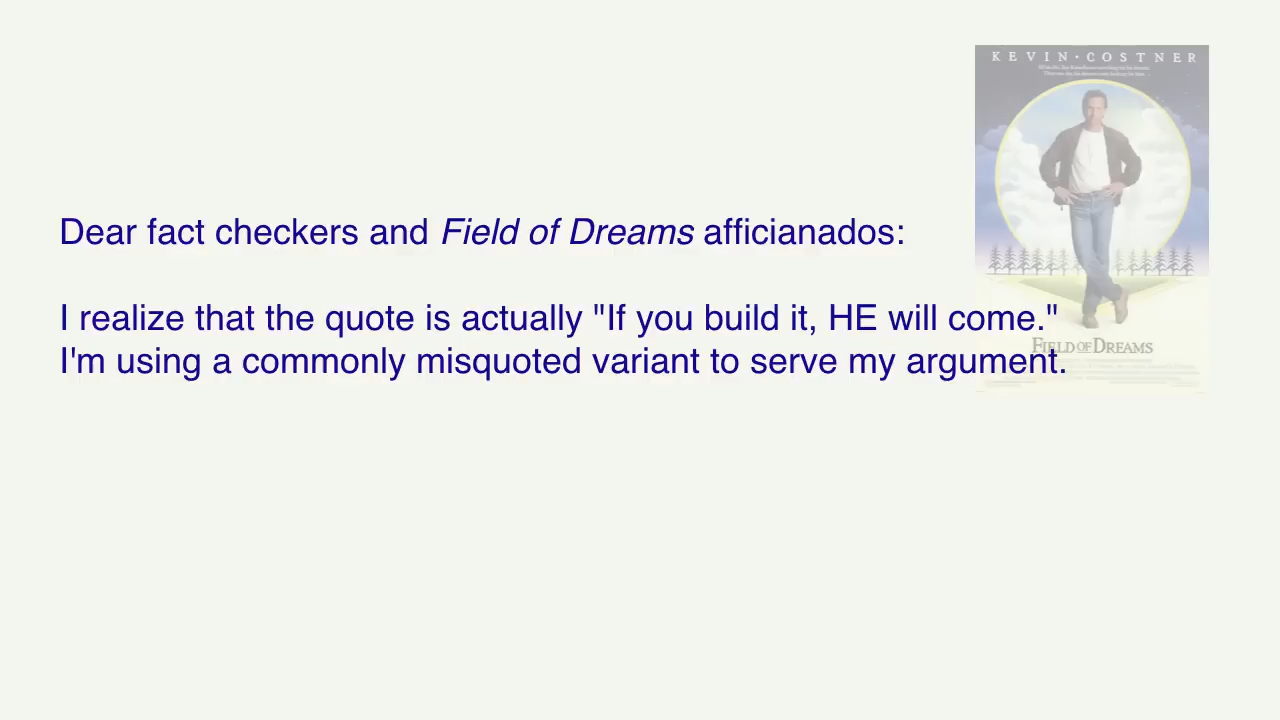 KEVIN·COSTNER
Dear fact checkers and Field of Dreams afficianados:
I realize that the quote is actually "If you build it, HE will come."
I'm using a commonly misquoted variant to serve my argument.
FIELD OF DREAMS